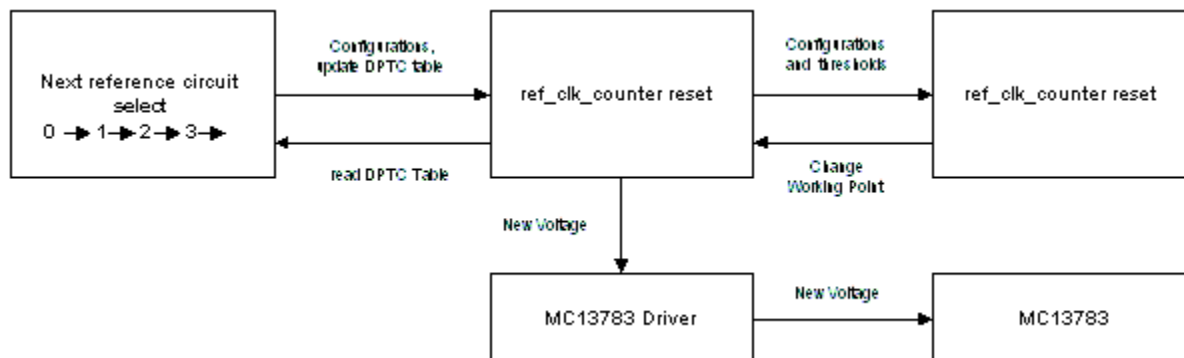 Next reference circuit
select
0 1 2 3
Configurations,
update DPTC table
read DPTC Table
ref_clk_counter reset
Configurations
and thresholds
Change
Working Point
ref_clk_counter reset
New Voltage
MC13783 Driver
New Voltage
MC13783